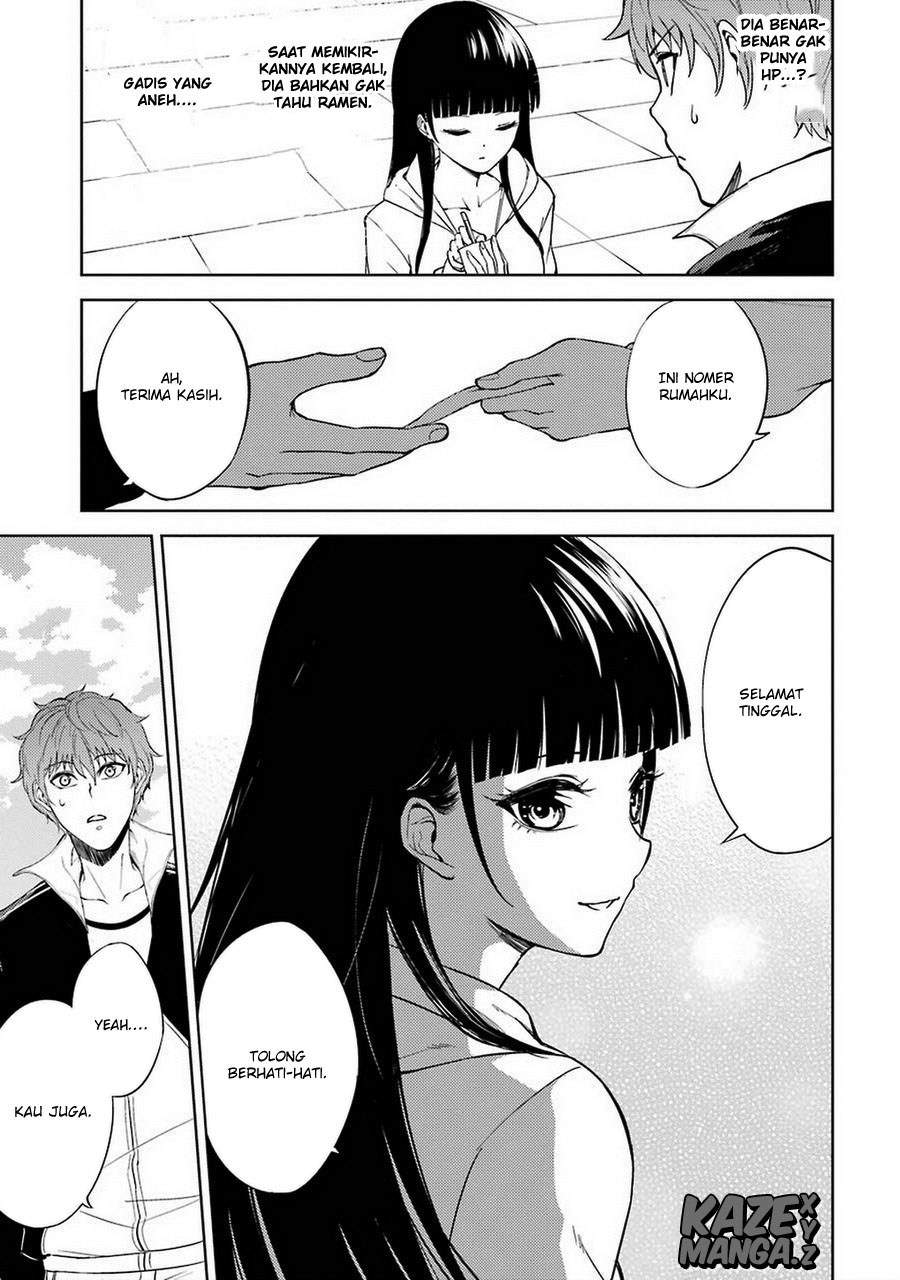 DIA BENAR-
BENAR GAK
PUNYA
HP...?
SAAT MEMIKIR-
KANNYA KEMBALI,
DIA BAHKAN GAK
TAHU RAMEN.
GADIS YANG
ANEH....
INI NOMER
RUMAHKU.
AH,
TERIMA KASIH.
SELAMAT
TINGGAL.
TOLONG
BERHATI-HATI.
YEAH....
KAU JUGA.
KAZE
MANGA.
XYZ